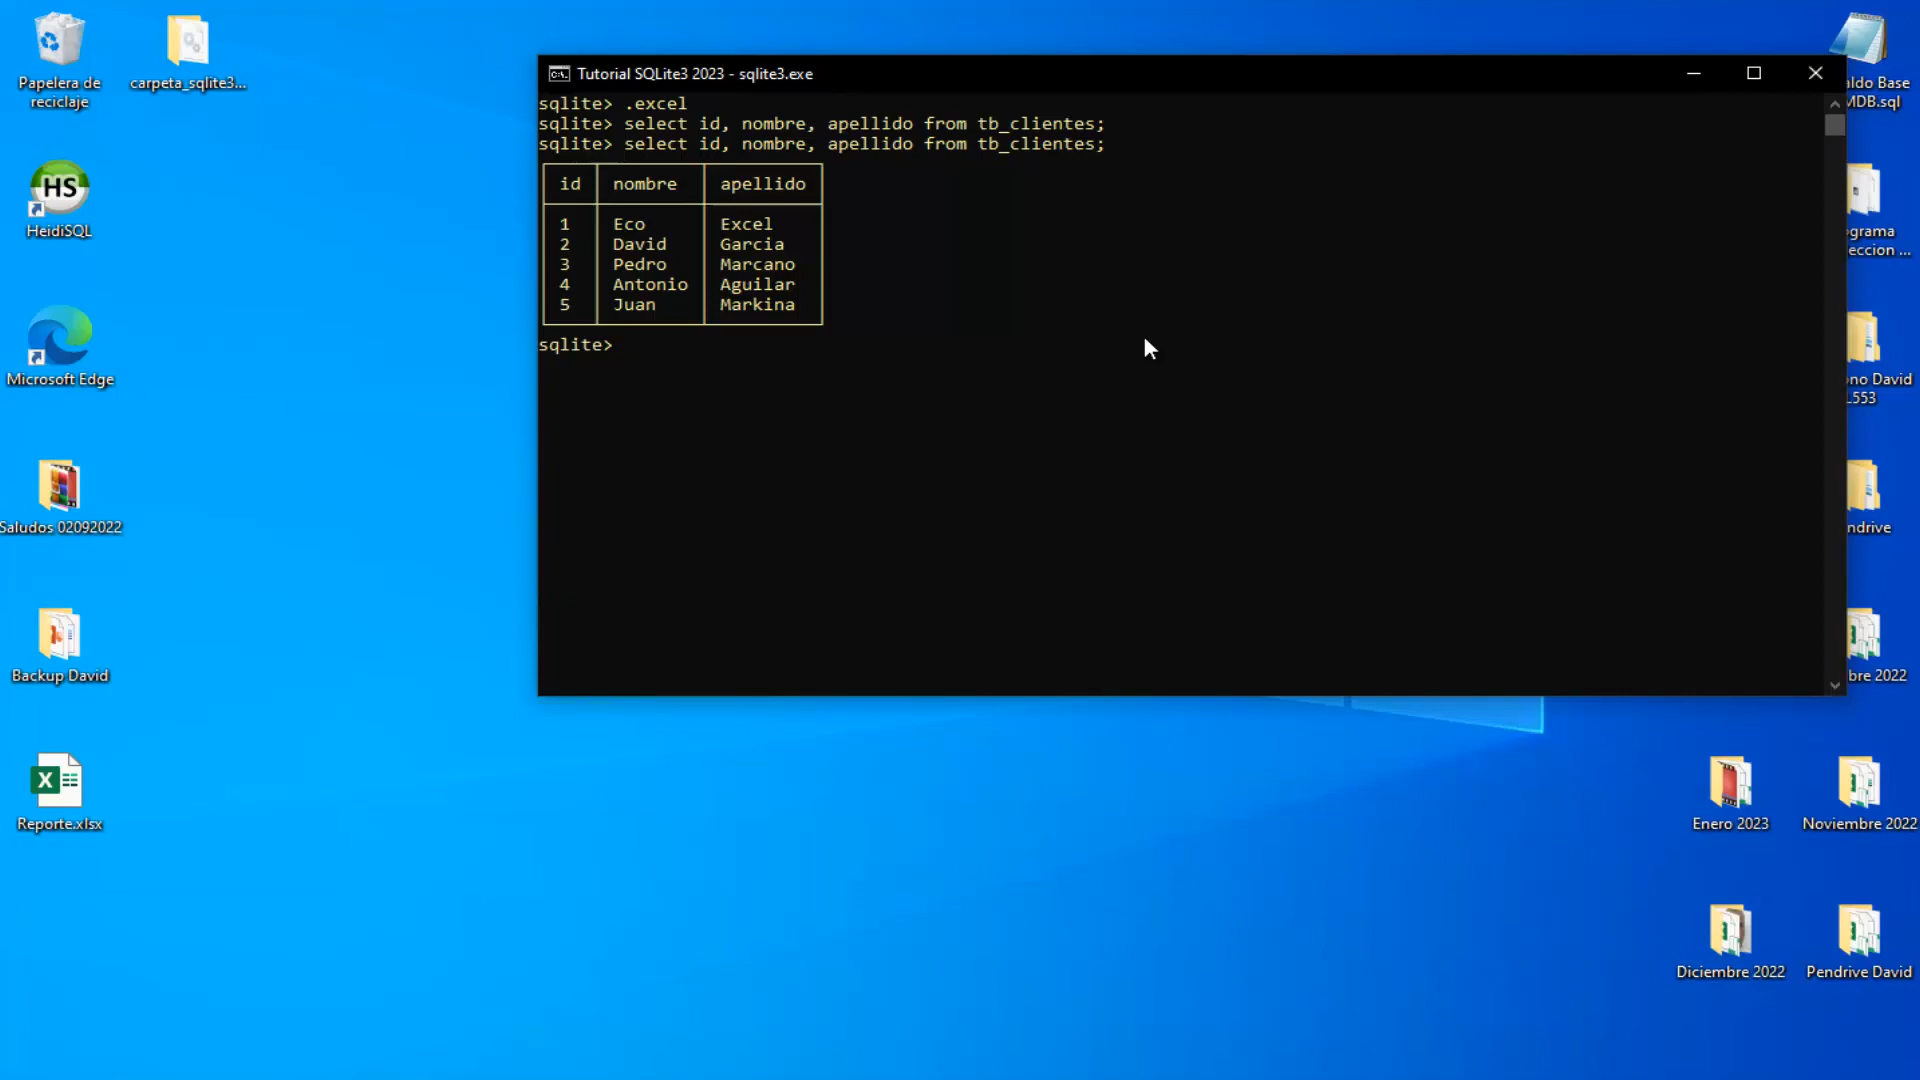 Papelera de
reciclaje
carpeta_sqlite3...
HS
HeidiSQL
Microsoft Edge
Saludos 02092022
Backup David
Reporte.xlsx
Tutorial SQLite3 2023 - sqlite3.exe
sqlite> .excel
sqlite> select id, nombre, apellido from tb_clientes;
sqlite> select id, nombre, apellido from tb_clientes;
id nombre apellido
1 Eco Excel
2 David Garcia
3 Pedro Marcano
4 Antonio Aguilar
5 Juan Markina
sqlite>
aldo Base
MDB.sql
grama
eccion ...
no David
L553
ndrive
bre 2022
Enero 2023
Noviembre 2022
Diciembre 2022
Pendrive David